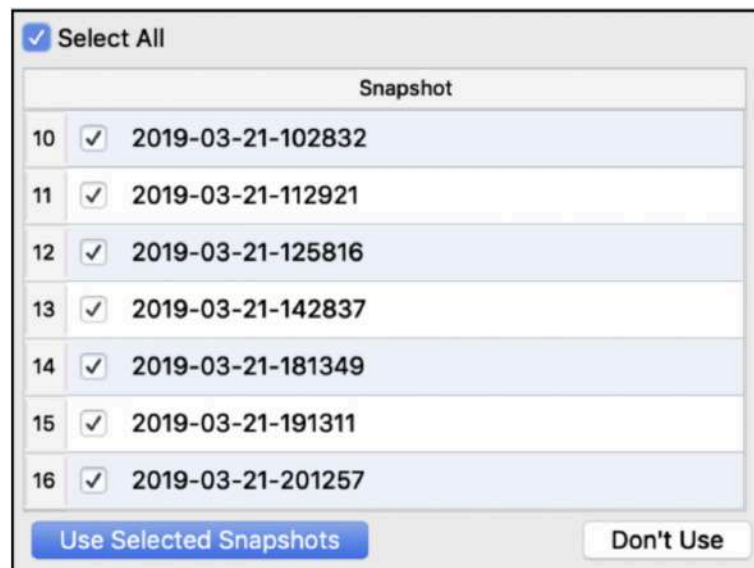 Select All
Snapshot
10 2019-03-21-102832
11 2019-03-21-112921
12 2019-03-21-125816
13 2019-03-21-142837
14 2019-03-21-181349
15 2019-03-21-191311
16 2019-03-21-201257
Use Selected Snapshots Don't Use